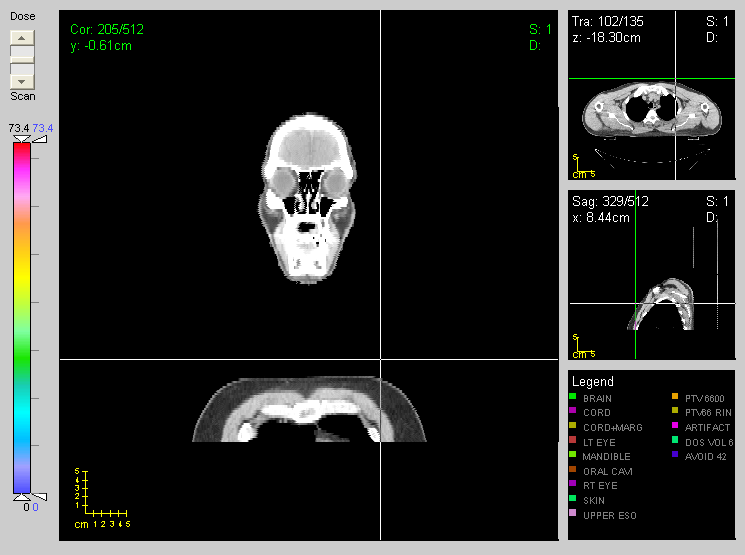 Dose
Scan
73.4 73.4
0 0
Cor: 205/512
y: -0.61cm
S: 1
D:
5
4
3
2
1
cm 1 2 3 4 5
Tra: 102/135
z: -18.30cm
S: 1
D:
5
cm 5
Sag: 329/512
x: 8.44cm
S: 1
D:
5
cm 5
Legend
BRAIN
CORD
CORD+MARG
LT EYE
MANDIBLE
ORAL CAVI
RT EYE
SKIN
UPPER ESO
PTV6600
PTV66 RIN
ARTIFACT
DOS VOL 6
AVOID 42